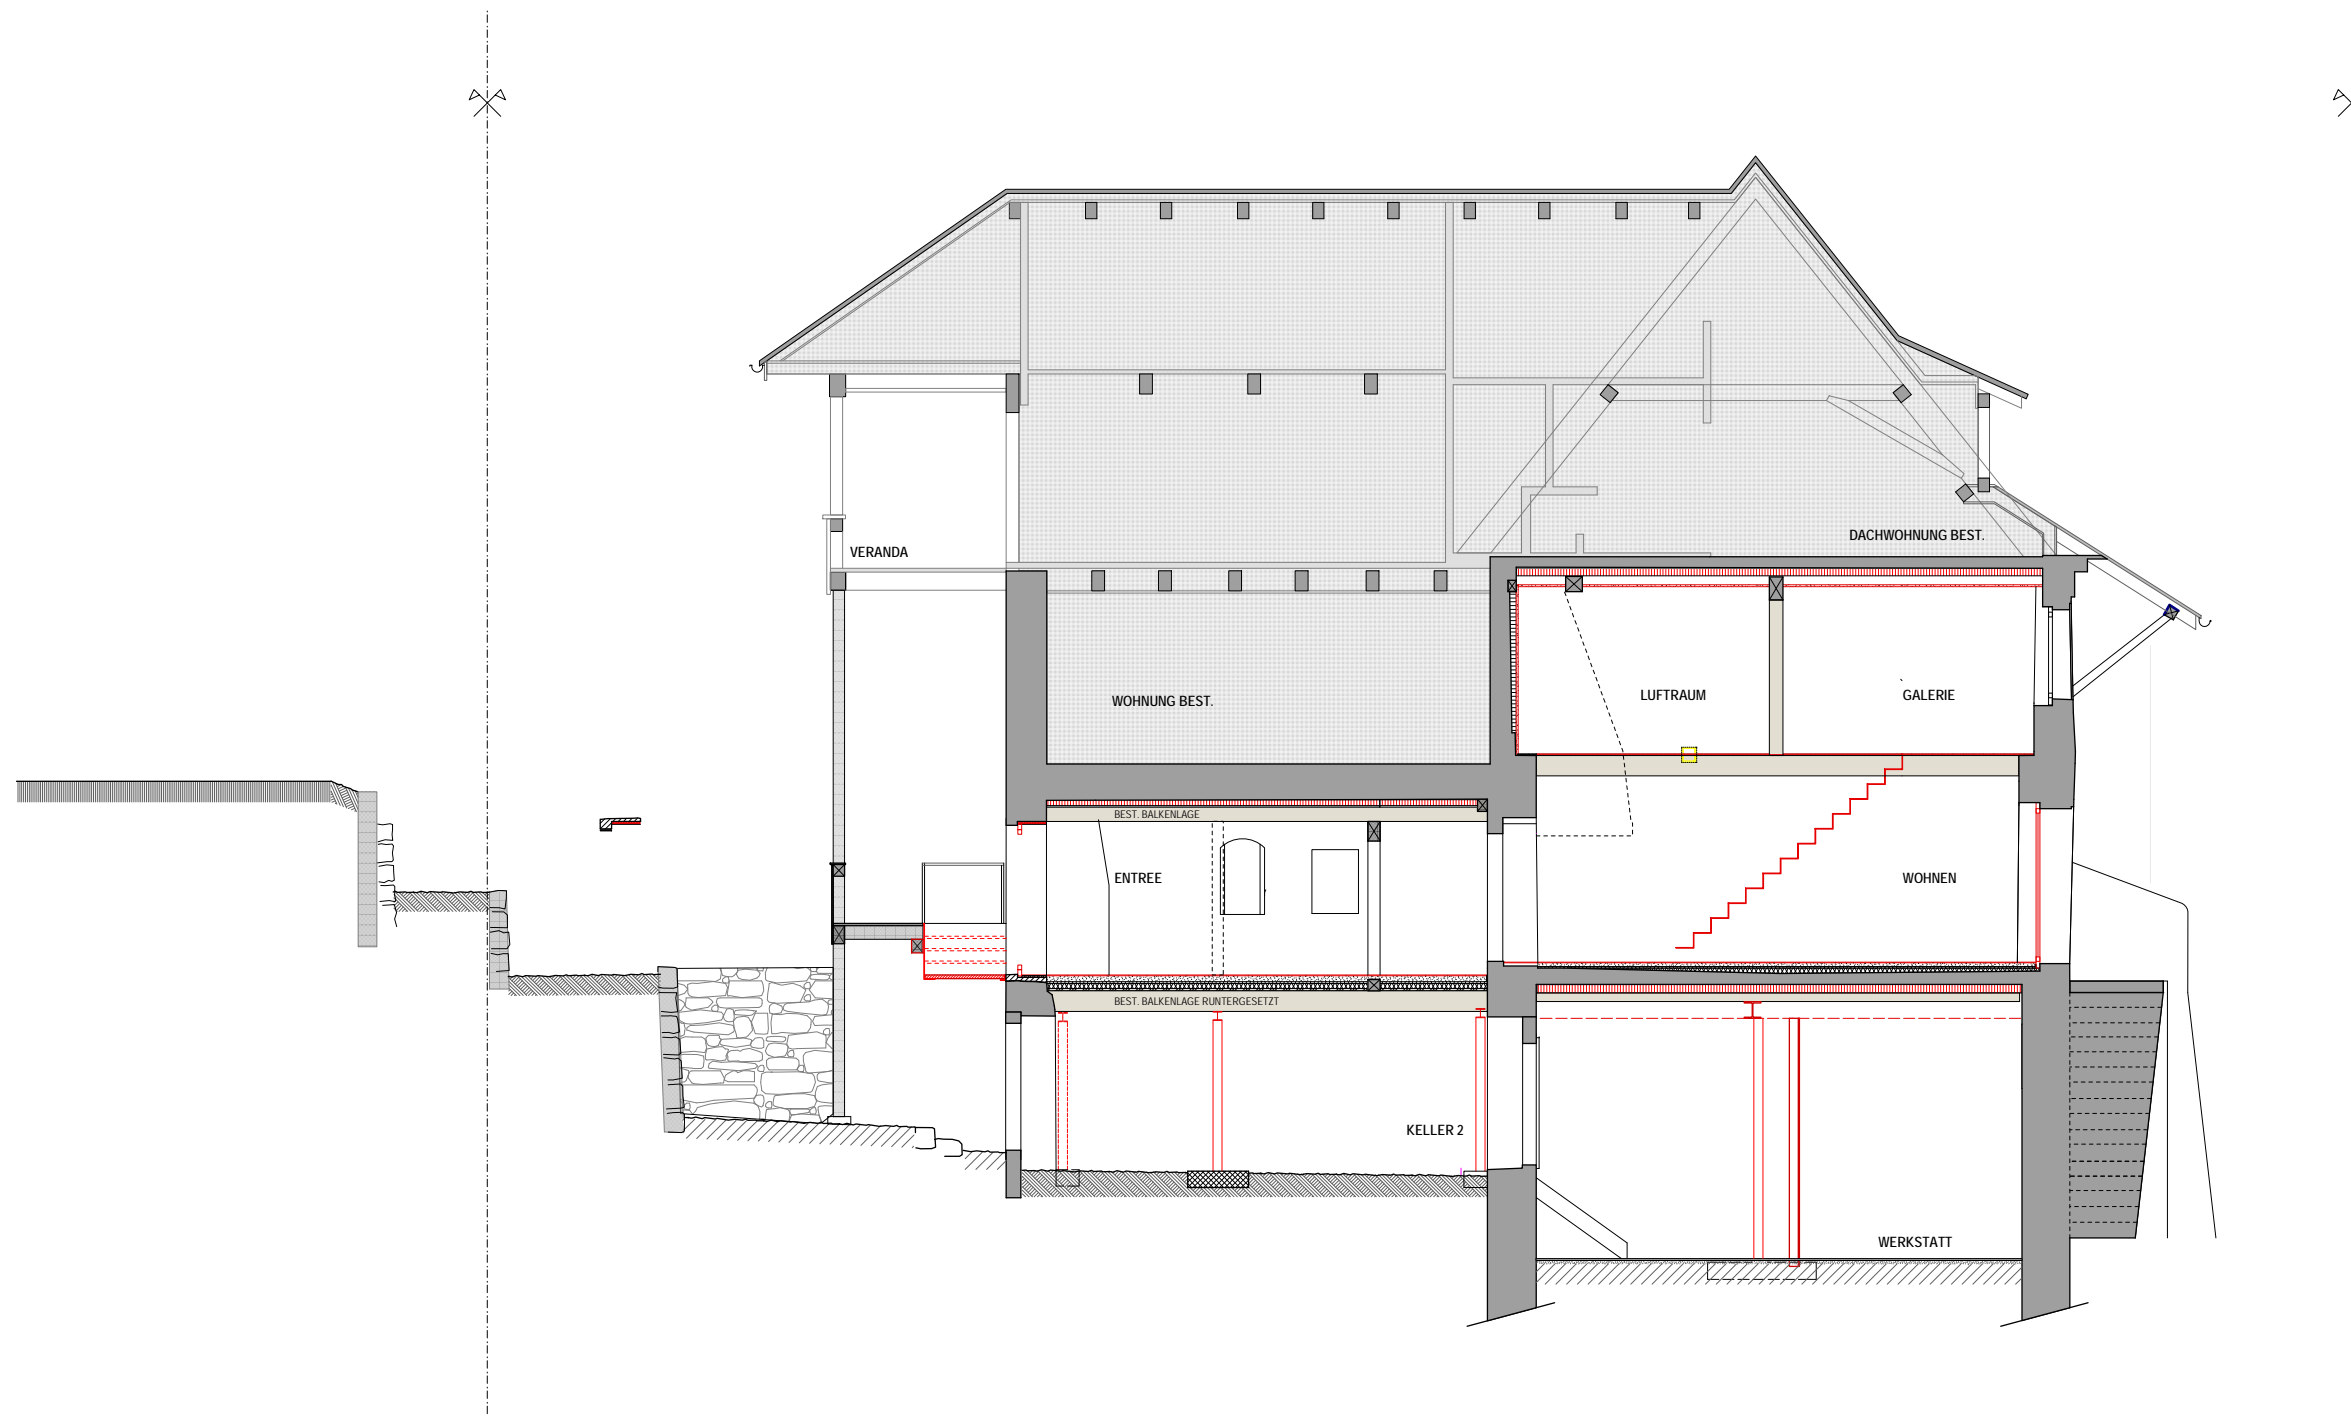 DACHWOHNUNG BEST.
VERANDA
LUFTRAUM
GALERIE
WOHNUNG BEST.
BEST. BALKENLAGE
ENTREE
WOHNEN
BEST. BALKENLAGE RUNTERGESETZT
KELLER 2
WERKSTATT